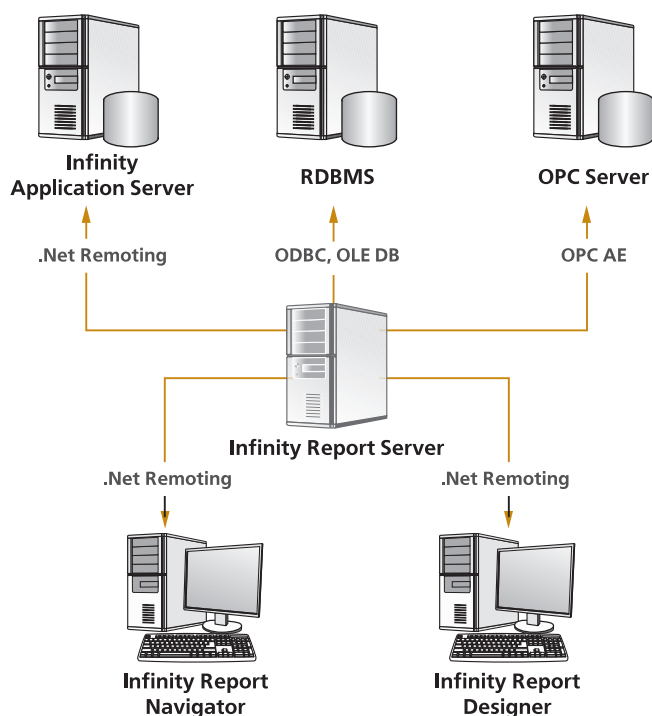 Infinity
Application Server
RDBMS
OPC Server
.Net Remoting
ODBC, OLE DB
OPC AE
Infinity Report Server
.Net Remoting
.Net Remoting
Infinity Report
Navigator
Infinity Report
Designer